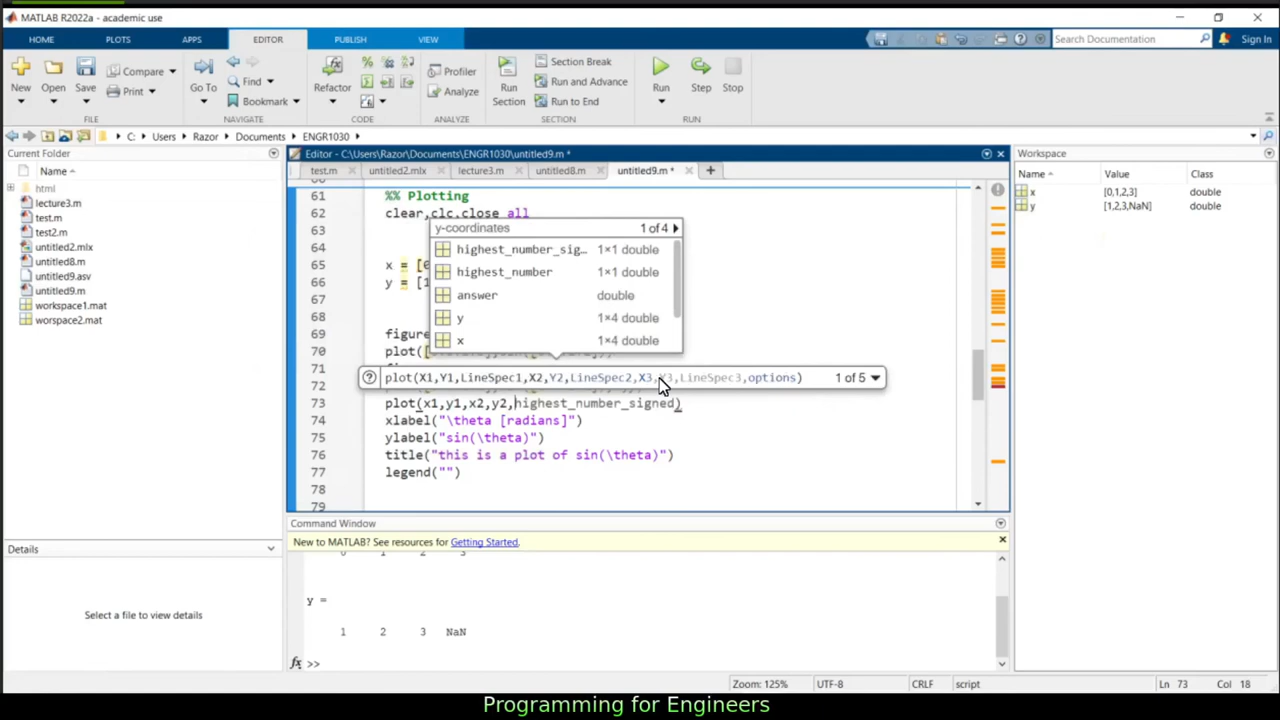 MATLAB R2022a - academic use
HOME PLOTS APPS EDITOR PUBLISH VIEW Search Documentation Sign In
New Open Save Compare Print Go To Find Bookmark Refactor Profiler Analyze Run Section Section Break Run and Advance Run to End Run Step Stop
FILE NAVIGATE CODE ANALYZE SECTION RUN
C: Users Razor Documents ENGR1030
Current Folder
Name
html
lecture3.m
test.m
test2.m
untitled2.mlx
untitled8.m
untitled9.asv
untitled9.m
workspace1.mat
worspace2.mat
Details
Select a file to view details
Editor - C:\Users\Razor\Documents\ENGR1030\untitled9.m *
test.m untitled2.mlx lecture3.m untitled8.m untitled9.m *
61 %% Plotting
62 clear,clc,close all
63
64
65 x = [0
66 y = [1
67
68
69 figure
70 plot(
71
72
73 plot(x1,y1,x2,y2,highest_number_signed)
74 xlabel("\theta [radians]")
75 ylabel("sin(\theta)")
76 title("this is a plot of sin(\theta)")
77 legend("")
78
79
y-coordinates 1 of 4
highest_number_sig... 1×1 double
highest_number 1×1 double
answer double
y 1×4 double
x 1×4 double
plot(X1,Y1,LineSpec1,X2,Y2,LineSpec2,X3,Y3,LineSpec3,options) 1 of 5
Command Window
New to MATLAB? See resources for Getting Started.
0 1 2 3
y =
1 2 3 NaN
fx >>
Workspace
Name Value Class
x [0,1,2,3] double
y [1,2,3,NaN] double
Zoom: 125% UTF-8 CRLF script Ln 73 Col 18
Programming for Engineers